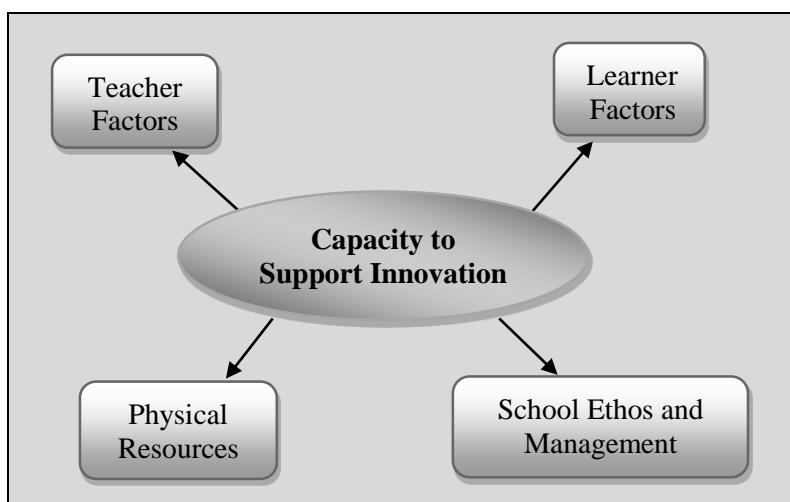 Teacher
Factors
Learner
Factors
Capacity to
Support Innovation
Physical
Resources
School Ethos and
Management